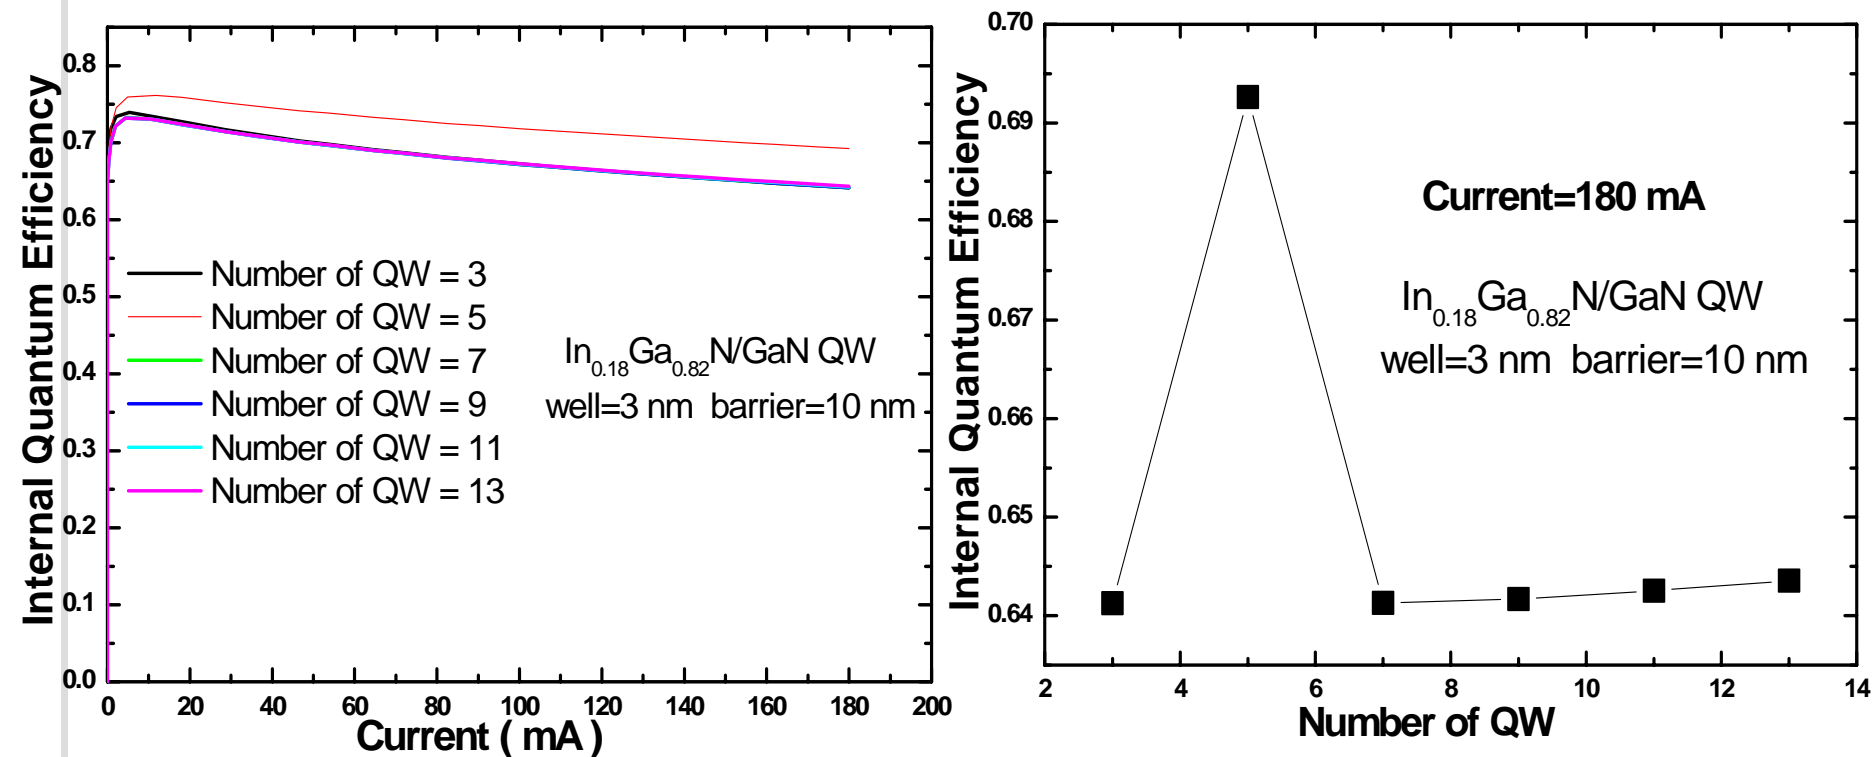 Internal Quantum Efficiency
0.8
0.7
0.6
0.5
0.4
0.3
0.2
0.1
0.0
Number of QW = 3
Number of QW = 5
Number of QW = 7
Number of QW = 9
Number of QW = 11
Number of QW = 13
In0.18Ga0.82N/GaN QW
well=3 nm barrier=10 nm
0 20 40 60 80 100 120 140 160 180 200
Current ( mA )
Internal Quantum Efficiency
0.70
0.69
0.68
0.67
0.66
0.65
0.64
Current=180 mA
In0.18Ga0.82N/GaN QW
well=3 nm barrier=10 nm
2 4 6 8 10 12 14
Number of QW